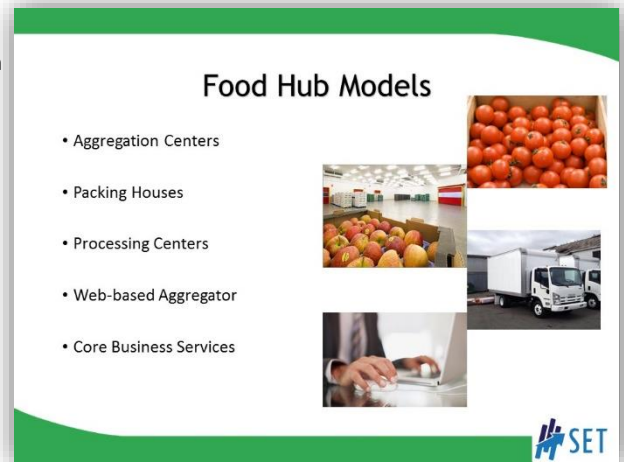 Food Hub Models
• Aggregation Centers
• Packing Houses
• Processing Centers
• Web-based Aggregator
• Core Business Services
SET